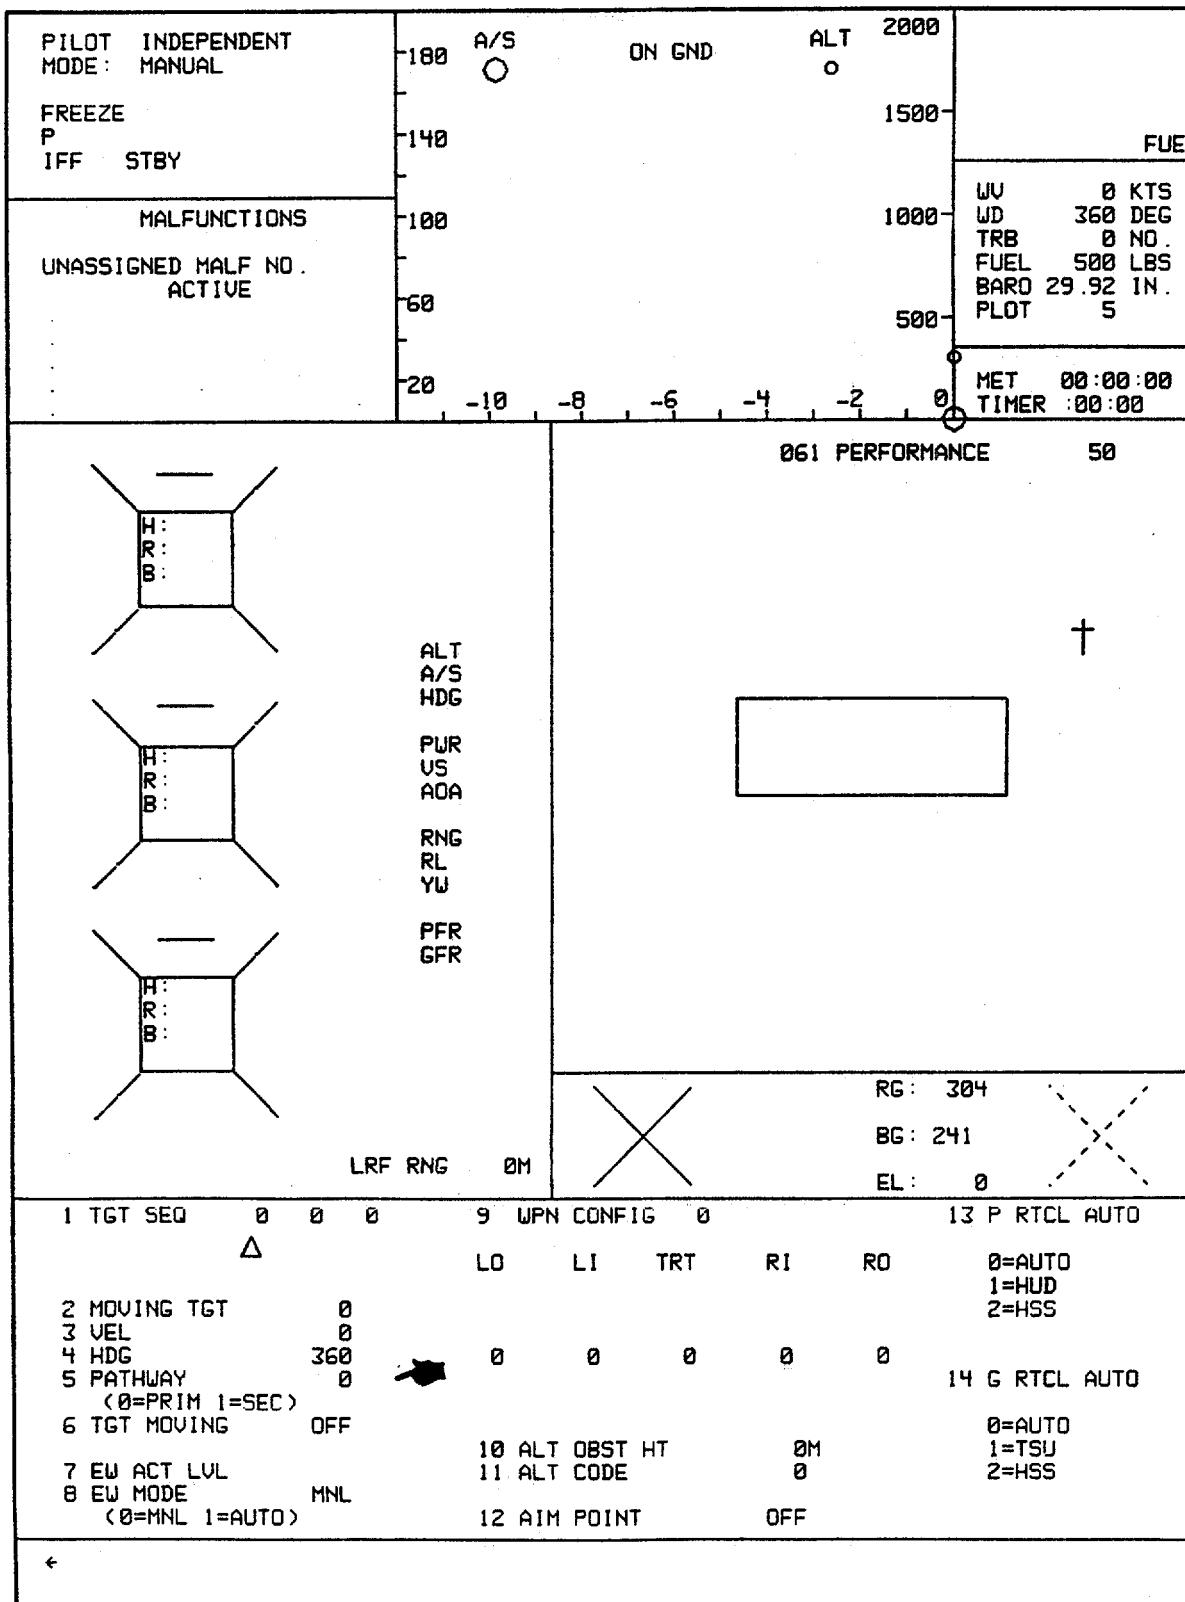 PILOT INDEPENDENT
MODE: MANUAL
FREEZE
P
IFF STBY
MALFUNCTIONS
UNASSIGNED MALF NO.
ACTIVE
A/S
ON GND
ALT
180
140
100
60
20
-10 -8 -6 -4 -2 0
2000
1500
1000
500
FUE
WV 0 KTS
WD 360 DEG
TRB 0 NO.
FUEL 500 LBS
BARO 29.92 IN.
PLOT 5
MET 00:00:00
TIMER :00:00
H:
R:
B:
H:
R:
B:
H:
R:
B:
ALT
A/S
HDG
PWR
VS
AOA
RNG
RL
YW
PFR
GFR
LRF RNG 0M
061 PERFORMANCE 50
RG: 304
BG: 241
EL: 0
1 TGT SEQ 0 0 0
2 MOVING TGT 0
3 VEL 0
4 HDG 360
5 PATHWAY 0
(0=PRIM 1=SEC)
6 TGT MOVING OFF
7 EW ACT LVL
8 EW MODE MNL
(0=MNL 1=AUTO)
9 WPN CONFIG 0
LO LI TRT RI RO
0 0 0 0 0
10 ALT OBST HT 0M
11 ALT CODE 0
12 AIM POINT OFF
13 P RTCL AUTO
0=AUTO
1=HUD
2=HSS
14 G RTCL AUTO
0=AUTO
1=TSU
2=HSS
←